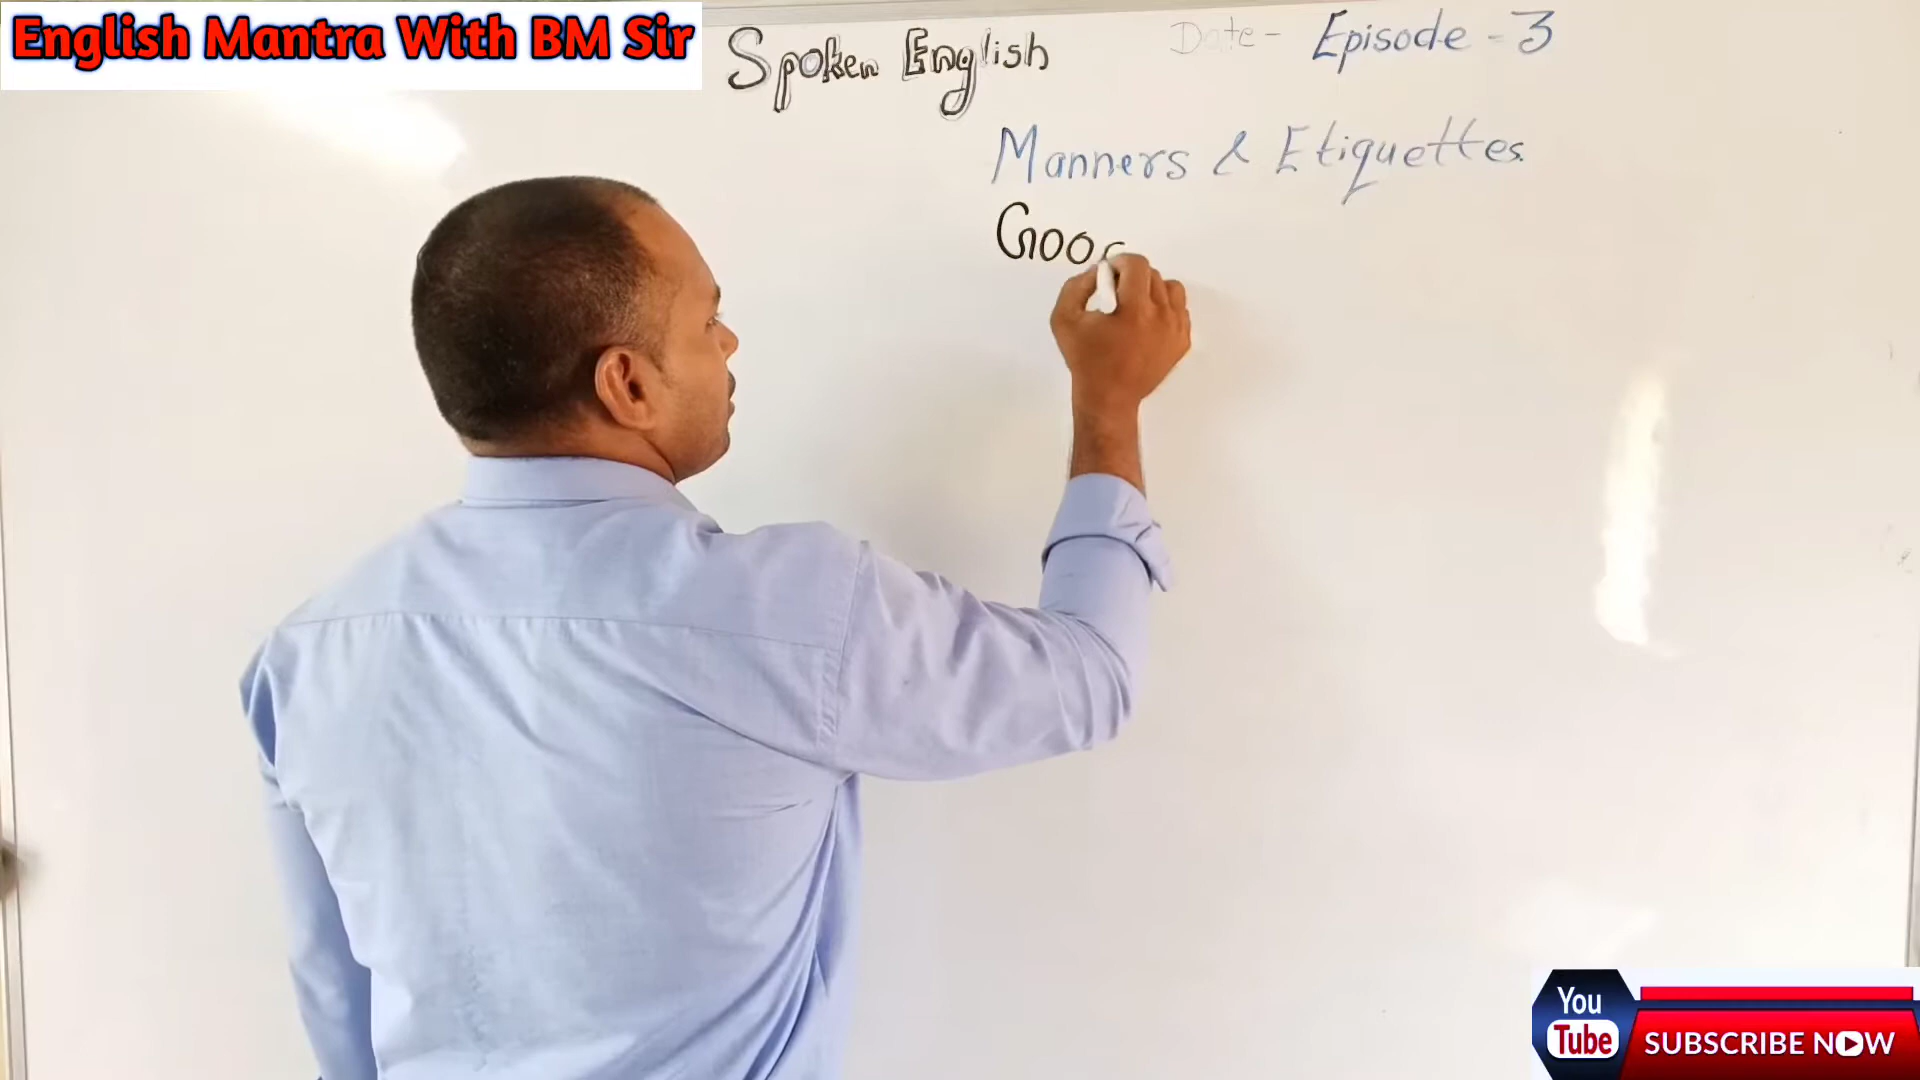 English Mantra With BM Sir
Spoken English
Date - Episode - 3
Manners & Etiquettes
Goo
You
Tube
SUBSCRIBE NOW